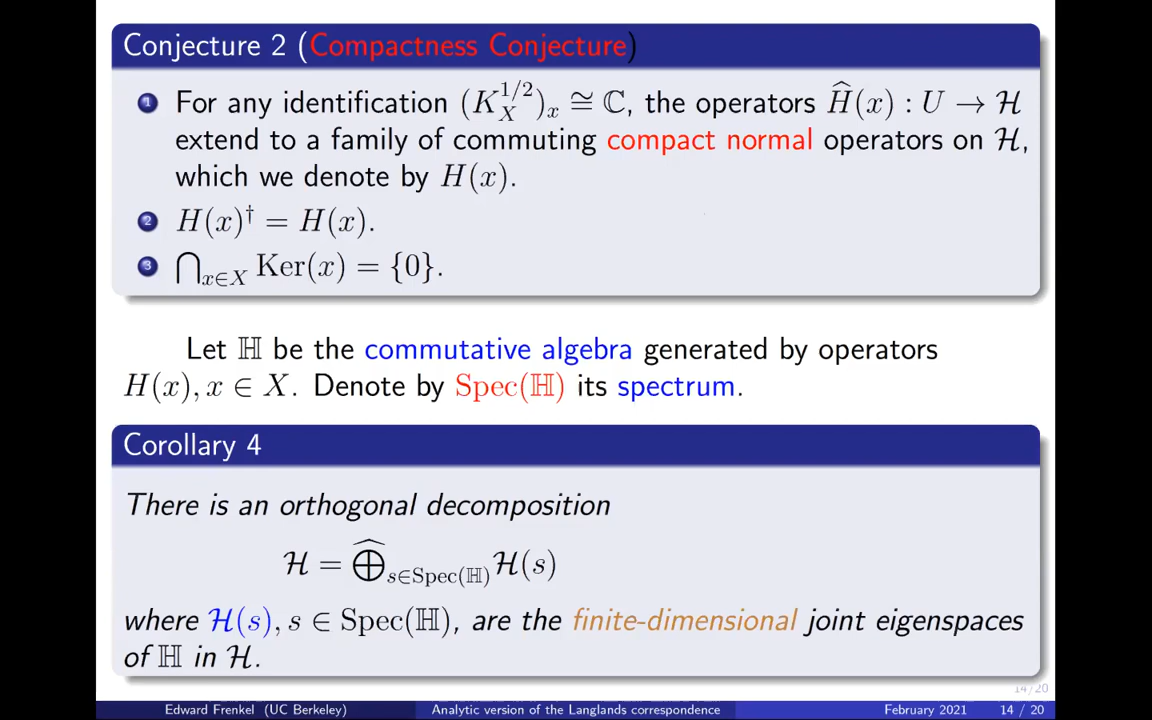 Conjecture 2 (Compactness Conjecture)
1 For any identification (K_X^{1/2})_x ≅ ℂ, the operators Ĥ(x) : U → ℋ
extend to a family of commuting compact normal operators on ℋ,
which we denote by H(x).
2 H(x)† = H(x).
3 ⋂_{x∈X} Ker(x) = {0}.
Let ℍ be the commutative algebra generated by operators
H(x), x ∈ X. Denote by Spec(ℍ) its spectrum.
Corollary 4
There is an orthogonal decomposition
ℋ = ⨁̂_{s∈Spec(ℍ)} ℋ(s)
where ℋ(s), s ∈ Spec(ℍ), are the finite-dimensional joint eigenspaces
of ℍ in ℋ.
14/20
Edward Frenkel (UC Berkeley) Analytic version of the Langlands correspondence February 2021 14 / 20